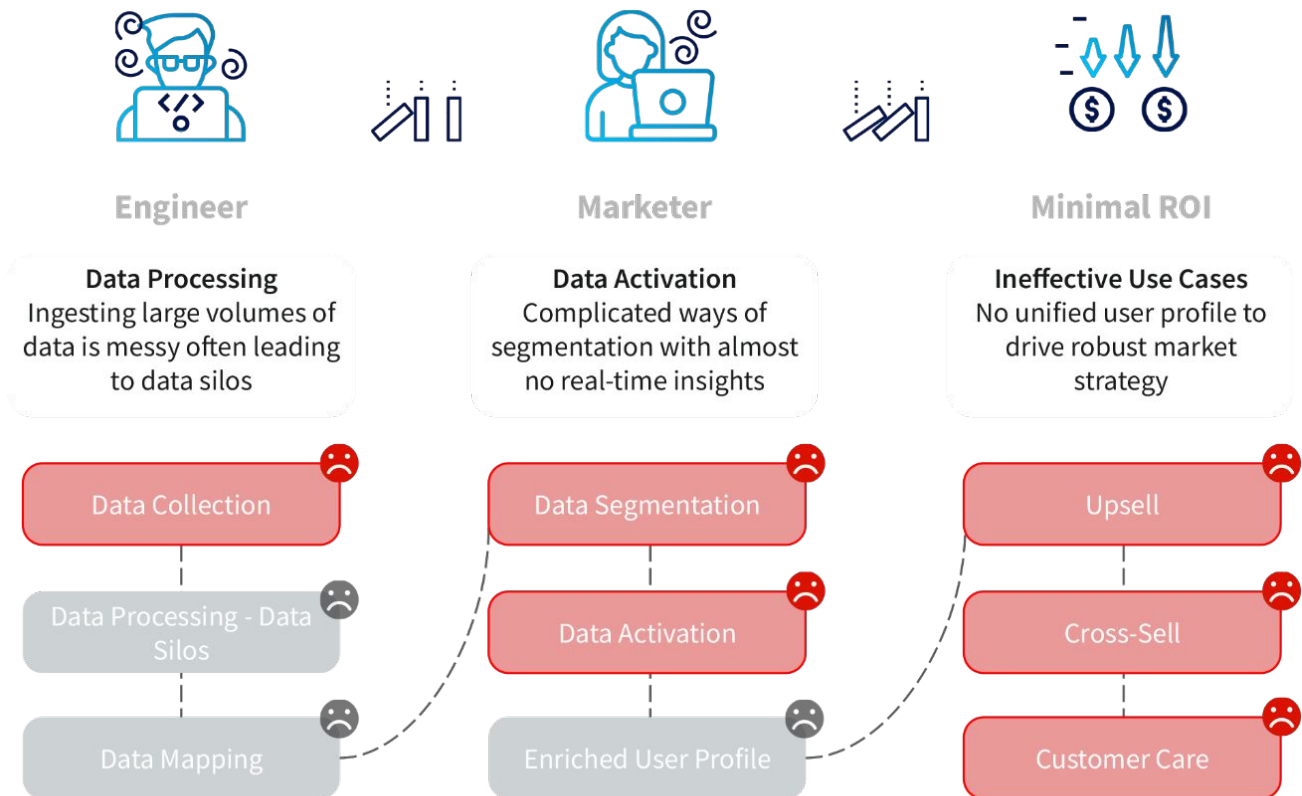 </>
$
$
Engineer
Marketer
Minimal ROI
Data Processing
Ingesting large volumes of
data is messy often leading
to data silos
Data Activation
Complicated ways of
segmentation with almost
no real-time insights
Ineffective Use Cases
No unified user profile to
drive robust market
strategy
Data Collection
Data Processing - Data
Silos
Data Mapping
Data Segmentation
Data Activation
Enriched User Profile
Upsell
Cross-Sell
Customer Care